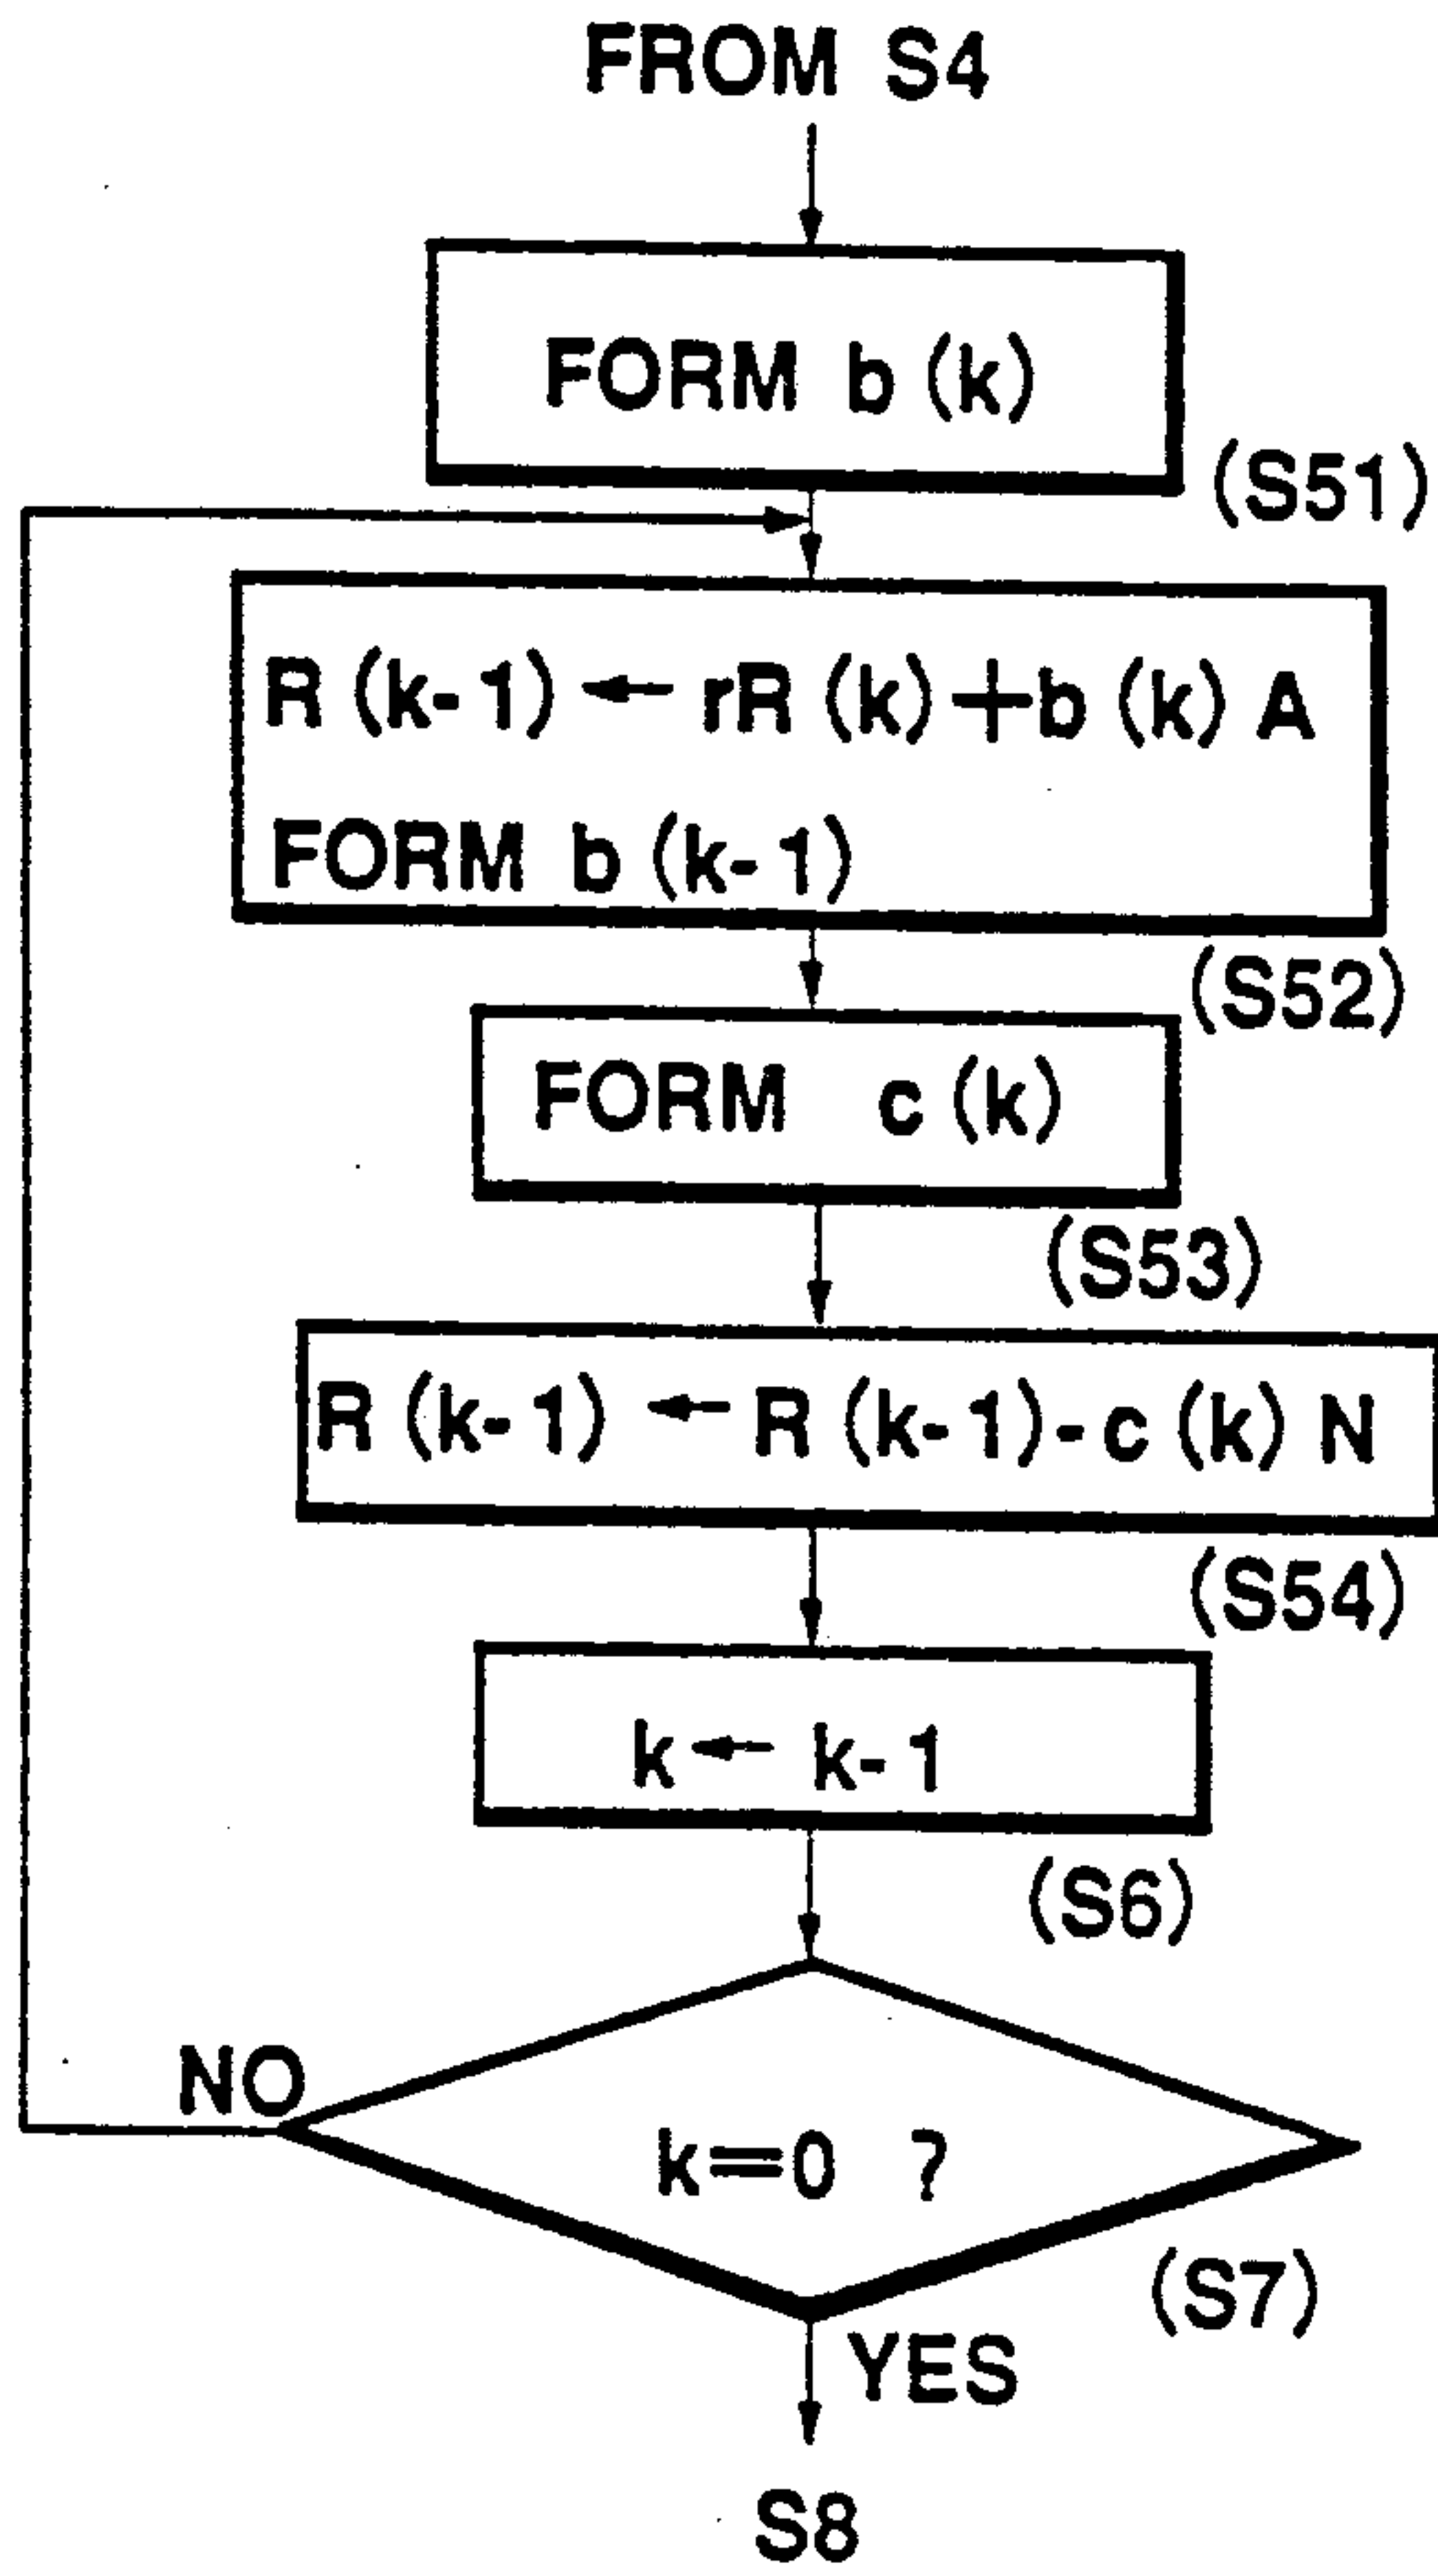 FROM S4
FORM b (k)
(S51)
R (k-1) ← rR (k)+b (k) A
FORM b (k-1)
(S52)
FORM c (k)
(S53)
R (k-1) ← R (k-1)-c (k) N
(S54)
k← k-1
(S6)
NO
k=0 ?
(S7)
YES
S8